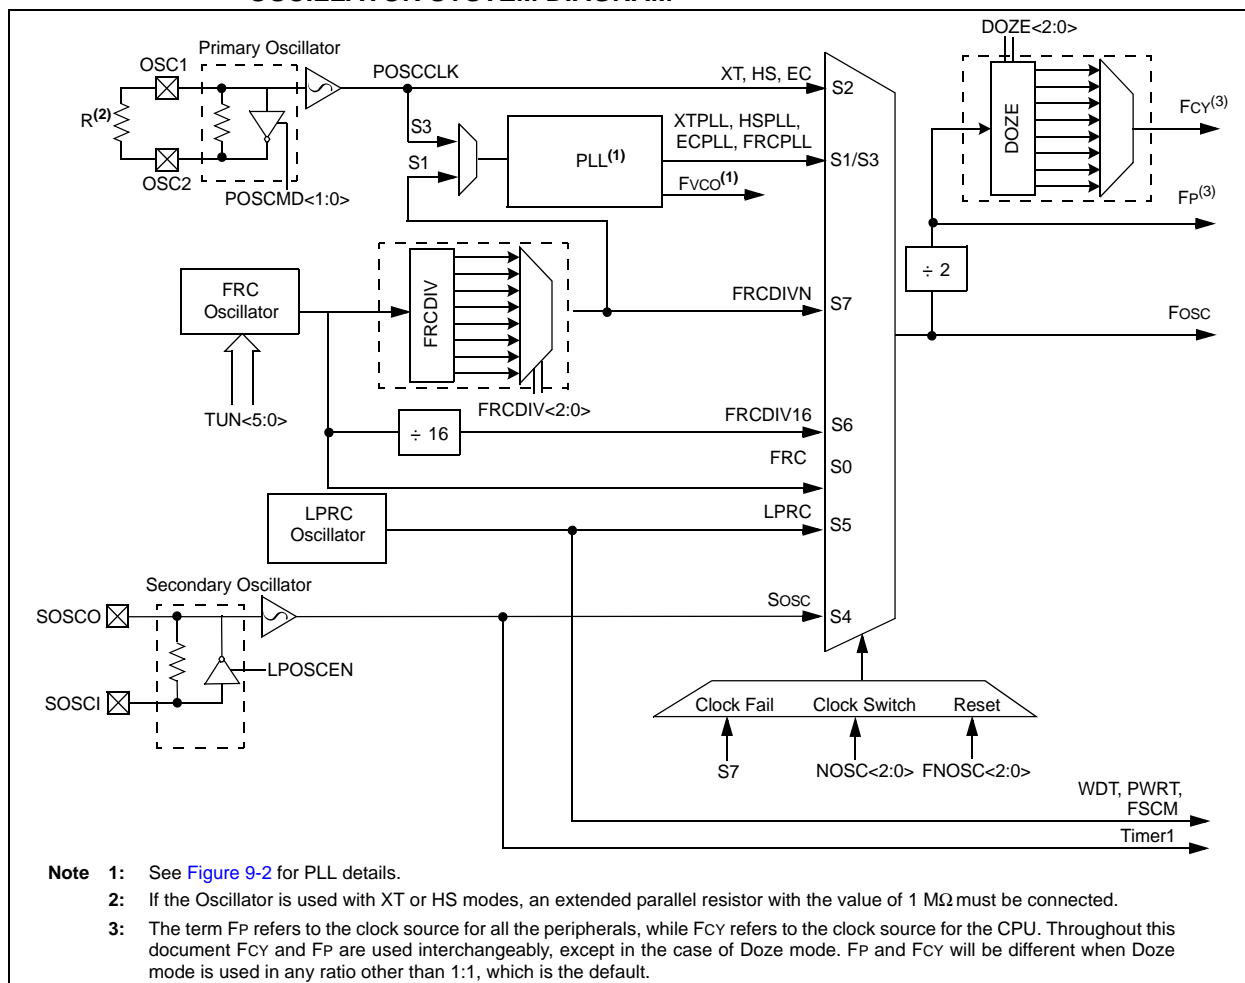 OSCILLATOR SYSTEM DIAGRAM
DOZE<2:0>
Primary Oscillator
OSC1
POSCCLK
XT, HS, EC
S2
R(2)
DOZE
FCY(3)
XTPLL, HSPLL,
ECPLL, FRCPLL
S3
S1
PLL(1)
S1/S3
OSC2
POSCMD<1:0>
FVCO(1)
FP(3)
÷ 2
FRC
Oscillator
FRCDIV
FRCDIVN
S7
FOSC
TUN<5:0>
FRCDIV<2:0>
FRCDIV16
÷ 16
S6
FRC
S0
LPRC
Oscillator
LPRC
S5
Secondary Oscillator
SOSCO
SOSC
S4
LPOSCEN
SOSCI
Clock Fail
Clock Switch
Reset
S7
NOSC<2:0>
FNOSC<2:0>
WDT, PWRT,
FSCM
Timer1
Note 1: See Figure 9-2 for PLL details.
2: If the Oscillator is used with XT or HS modes, an extended parallel resistor with the value of 1 MΩ must be connected.
3: The term FP refers to the clock source for all the peripherals, while FCY refers to the clock source for the CPU. Throughout this
document FCY and FP are used interchangeably, except in the case of Doze mode. FP and FCY will be different when Doze
mode is used in any ratio other than 1:1, which is the default.